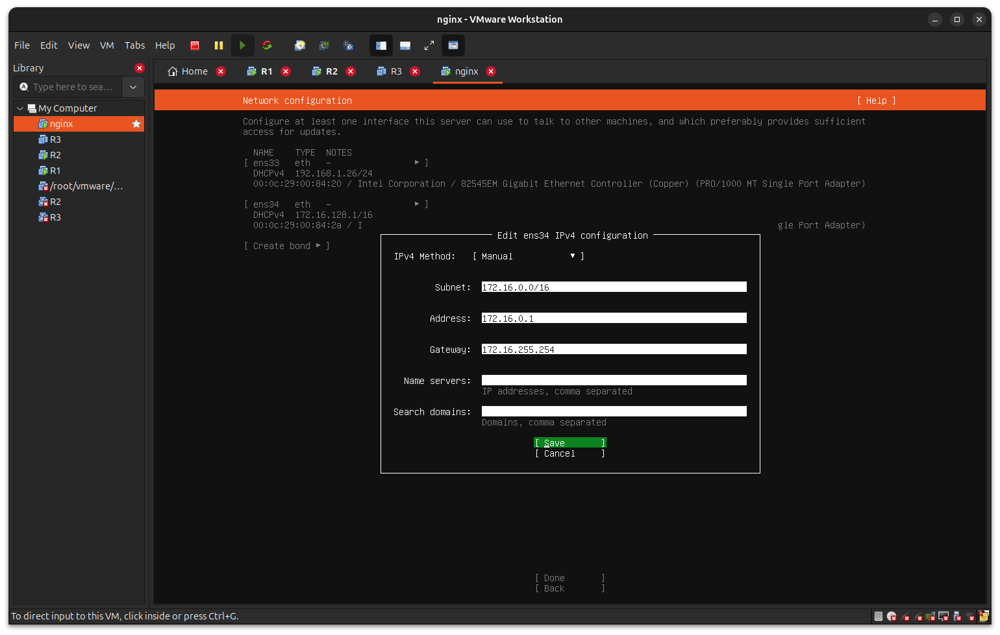 nginx - VMware Workstation
File Edit View VM Tabs Help
Library
Type here to sea...
My Computer
nginx
R3
R2
R1
/root/vmware/...
R2
R3
Home R1 R2 R3 nginx
Network configuration [ Help ]
Configure at least one interface this server can use to talk to other machines, and which preferably provides sufficient
access for updates.
NAME TYPE NOTES
[ ens33 eth - ▸ ]
DHCPv4 192.168.1.26/24
00:0c:29:00:84:20 / Intel Corporation / 82545EM Gigabit Ethernet Controller (Copper) (PRO/1000 MT Single Port Adapter)
[ ens34 eth - ▸ ]
DHCPv4 172.16.128.1/16
00:0c:29:00:84:2a / I gle Port Adapter)
[ Create bond ▸ ]
Edit ens34 IPv4 configuration
IPv4 Method: [ Manual ▾ ]
Subnet: 172.16.0.0/16
Address: 172.16.0.1
Gateway: 172.16.255.254
Name servers:
IP addresses, comma separated
Search domains:
Domains, comma separated
[ Save ]
[ Cancel ]
[ Done ]
[ Back ]
To direct input to this VM, click inside or press Ctrl+G.